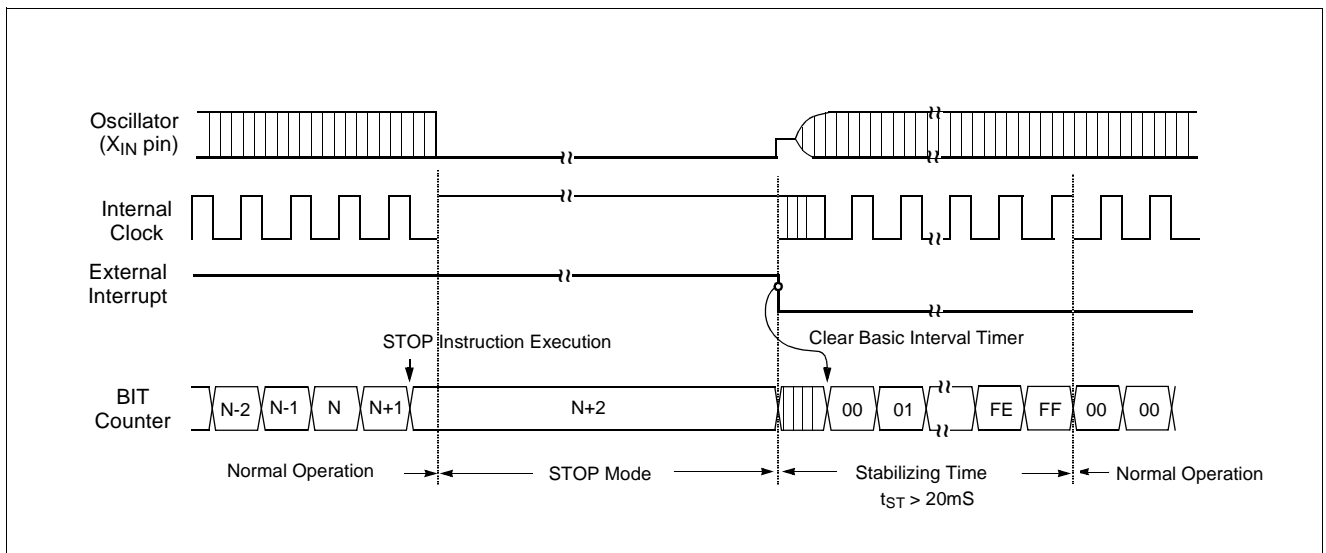 Oscillator
(XIN pin)
Internal
Clock
External
Interrupt
STOP Instruction Execution
Clear Basic Interval Timer
BIT
Counter
N-2 N-1 N N+1 N+2 00 01 FE FF 00 00
Normal Operation STOP Mode Stabilizing Time Normal Operation
tST > 20mS